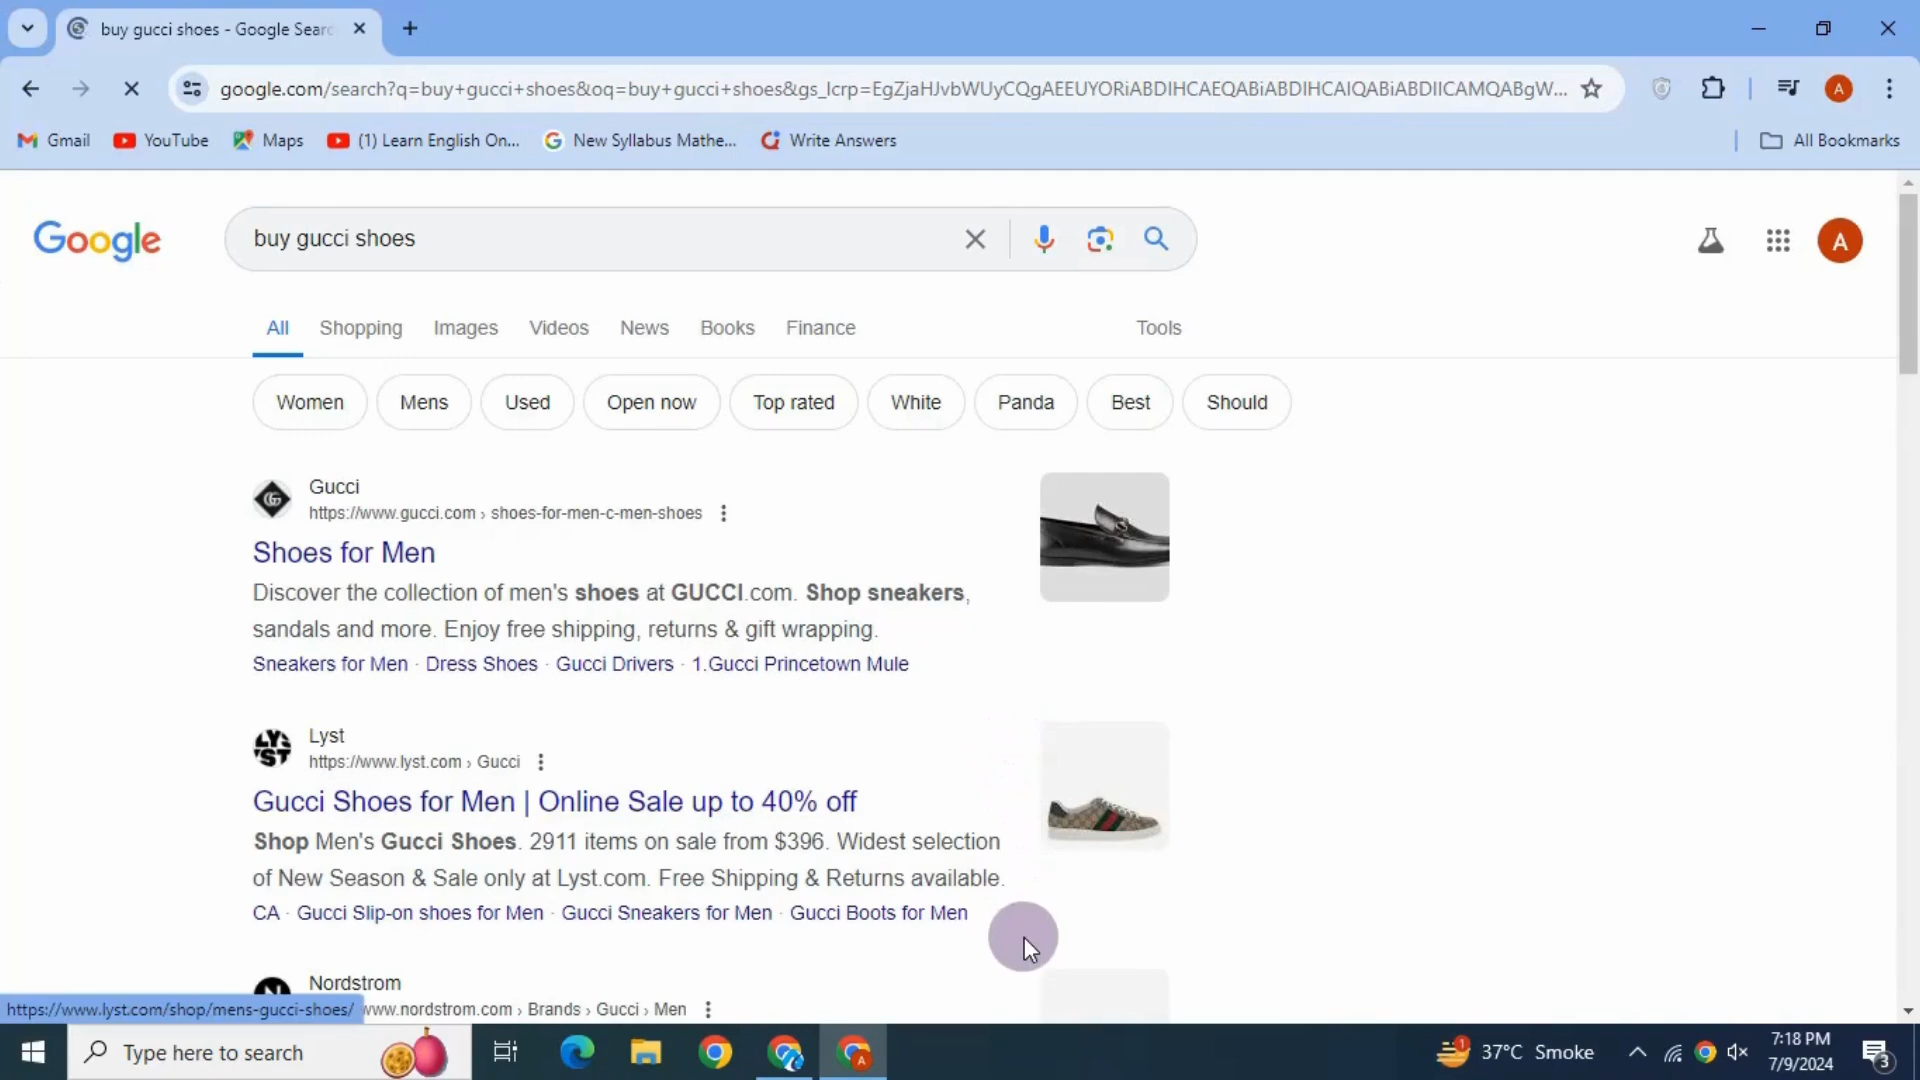 buy gucci shoes - Google Searc
google.com/search?q=buy+gucci+shoes&oq=buy+gucci+shoes&gs_lcrp=EgZjaHJvbWUyCQgAEEUYORiABDIHCAEQABiABDIHCAIQABiABDIICAMQABgW...
A
Gmail
YouTube
Maps
(1) Learn English On...
New Syllabus Mathe...
Write Answers
All Bookmarks
Google
buy gucci shoes
A
All
Shopping
Images
Videos
News
Books
Finance
Tools
Women
Mens
Used
Open now
Top rated
White
Panda
Best
Should
Gucci
https://www.gucci.com › shoes-for-men-c-men-shoes
Shoes for Men
Discover the collection of men's shoes at GUCCI.com. Shop sneakers,
sandals and more. Enjoy free shipping, returns & gift wrapping.
Sneakers for Men · Dress Shoes · Gucci Drivers · 1.Gucci Princetown Mule
LYST
Lyst
https://www.lyst.com › Gucci
Gucci Shoes for Men | Online Sale up to 40% off
Shop Men's Gucci Shoes. 2911 items on sale from $396. Widest selection
of New Season & Sale only at Lyst.com. Free Shipping & Returns available.
CA · Gucci Slip-on shoes for Men · Gucci Sneakers for Men · Gucci Boots for Men
Nordstrom
www.nordstrom.com › Brands › Gucci › Men
https://www.lyst.com/shop/mens-gucci-shoes/
Type here to search
A
1
37°C Smoke
7:18 PM
7/9/2024
3